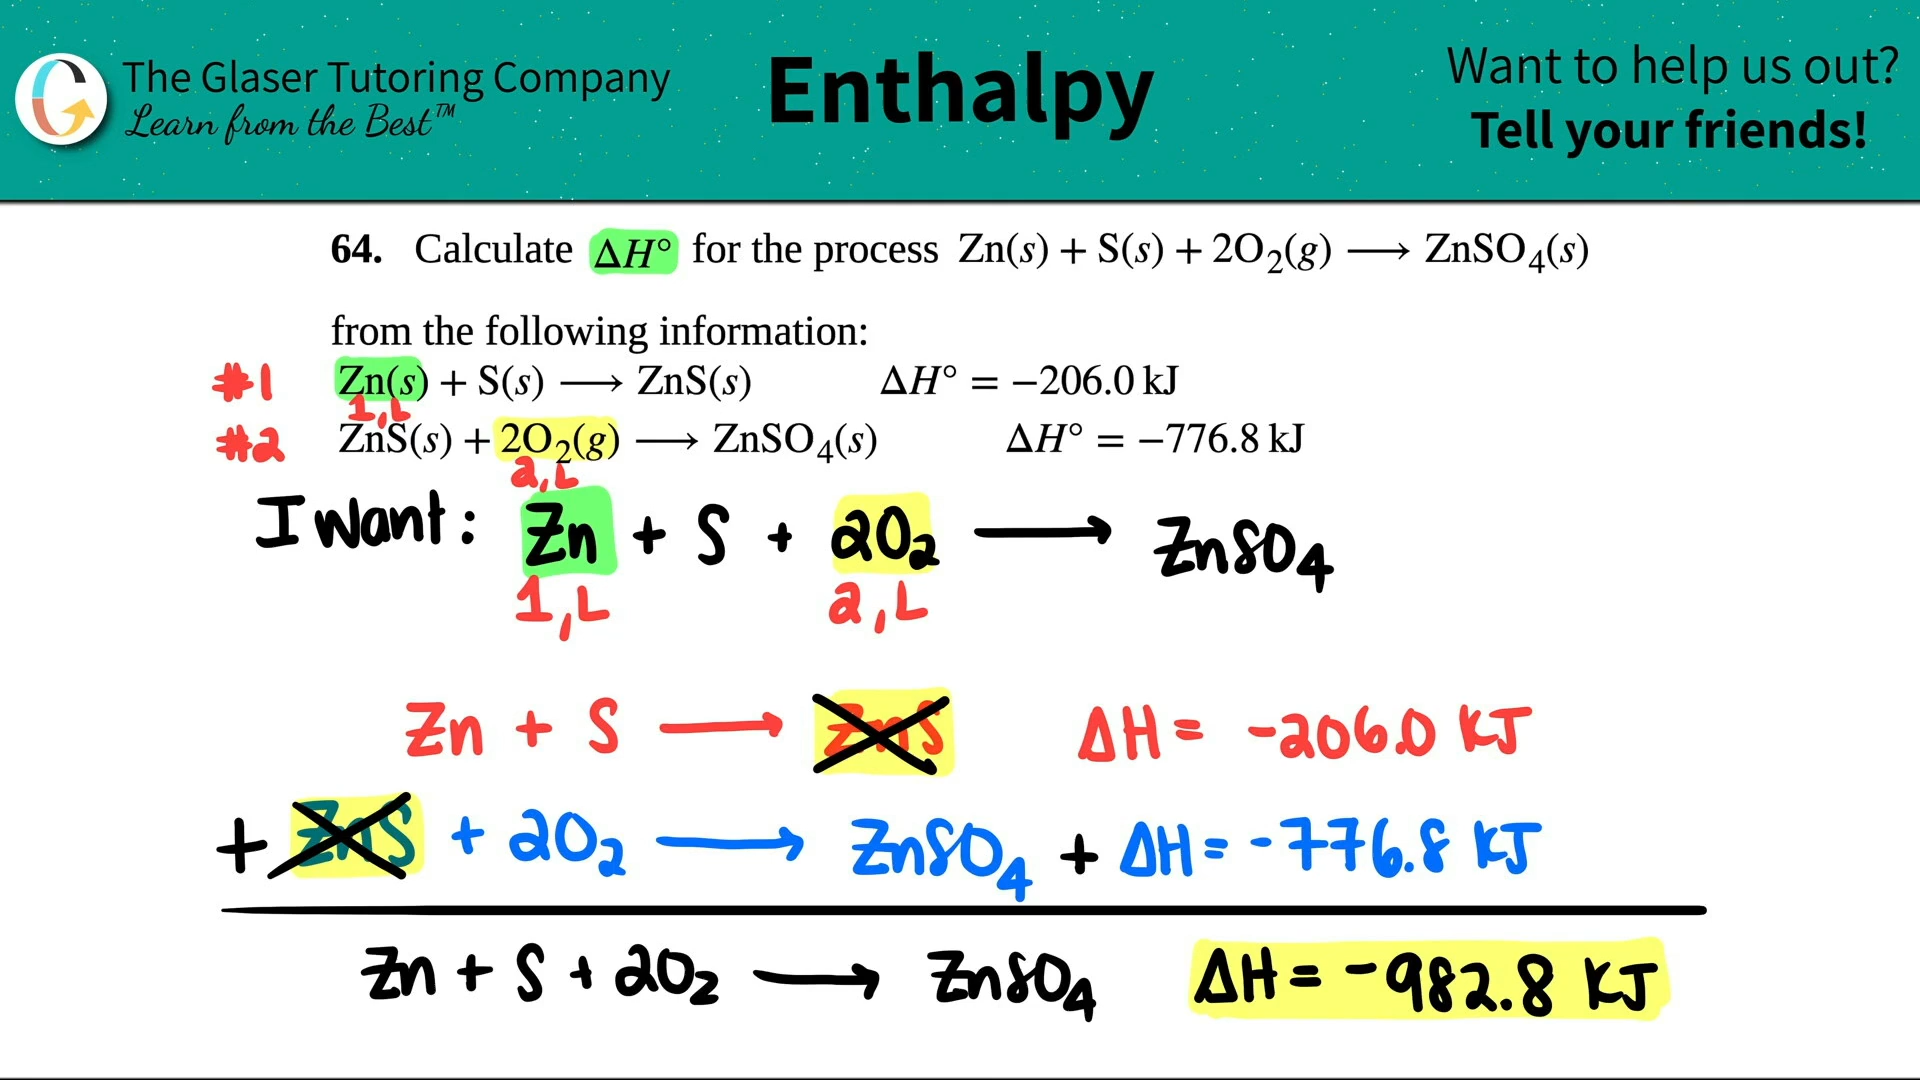 The Glaser Tutoring Company
Learn from the Best™
Enthalpy
Want to help us out?
Tell your friends!
64. Calculate ΔH° for the process Zn(s) + S(s) + 2O₂(g) ⟶ ZnSO₄(s)
from the following information:
#1 Zn(s) + S(s) ⟶ ZnS(s) ΔH° = −206.0 kJ
1,L
#2 ZnS(s) + 2O₂(g) ⟶ ZnSO₄(s) ΔH° = −776.8 kJ
2,L
I want: Zn + S + 2O₂ ⟶ ZnSO₄
1,L 2,L
Zn + S ⟶ ZnS ΔH = -206.0 KJ
+ ZnS + 2O₂ ⟶ ZnSO₄ + ΔH = -776.8 KJ
Zn + S + 2O₂ ⟶ ZnSO₄ ΔH = -982.8 KJ